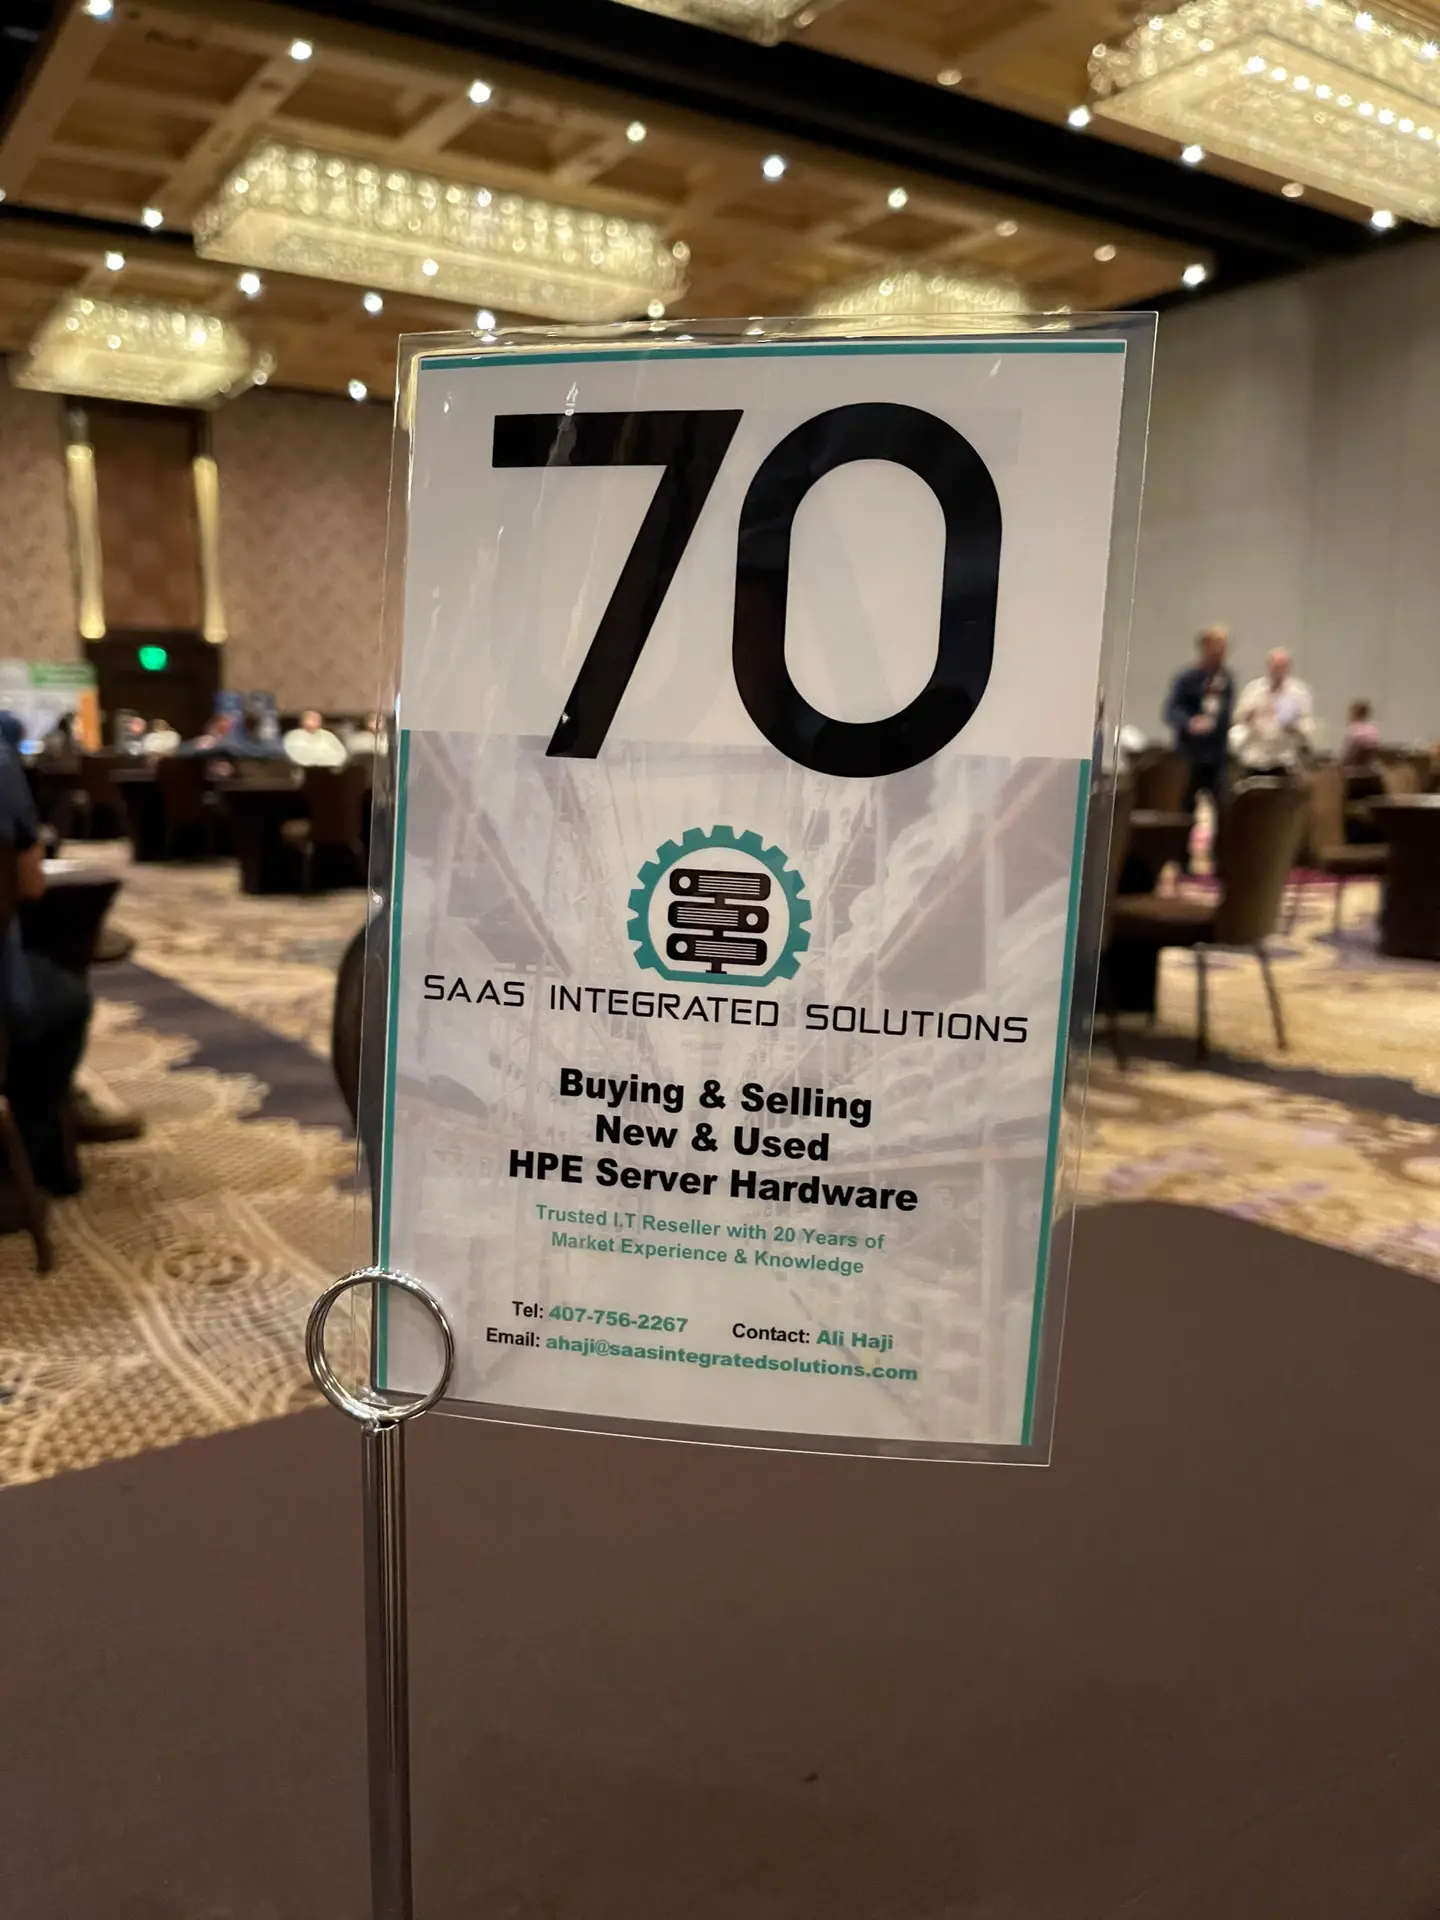 70
SAAS INTEGRATED SOLUTIONS
Buying & Selling
New & Used
HPE Server Hardware
Trusted I.T Reseller with 20 Years of
Market Experience & Knowledge
Tel: 407-756-2267 Contact: Ali Haji
Email: ahaji@saasintegratedsolutions.com